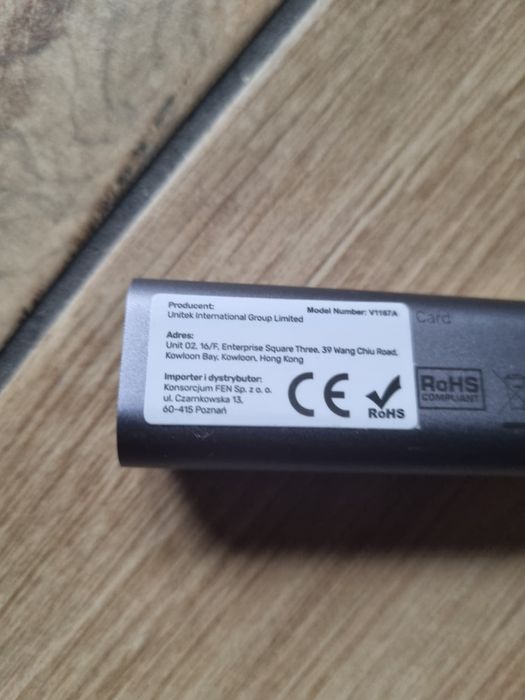 Producent:
Unitek International Group Limited
Model Number: V1167A
Adres:
Unit 02, 16/F, Enterprise Square Three, 39 Wang Chiu Road,
Kowloon Bay, Kowloon, Hong Kong
Importer i dystrybutor:
Konsorcjum FEN Sp. z o. o.
ul. Czarnkowska 13,
60-415 Poznań
CE
RoHS
Card
RoHS
COMPLIANT